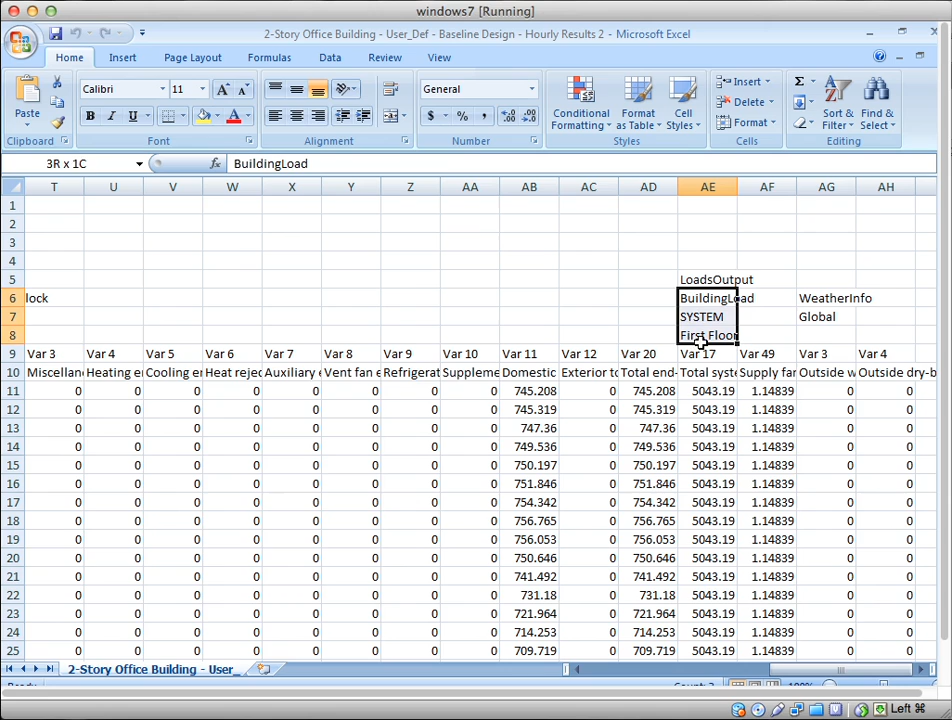 windows7 [Running]
2-Story Office Building - User_Def - Baseline Design - Hourly Results 2 - Microsoft Excel
Home Insert Page Layout Formulas Data Review View
Paste Calibri 11 A A General Conditional Formatting Format as Table Cell Styles Insert Delete Format Sort & Filter Find & Select
B I U A $ % ,
Clipboard Font Alignment Number Styles Cells Editing
3R x 1C fx BuildingLoad
T U V W X Y Z AA AB AC AD AE AF AG AH
1
2
3
4
5 LoadsOutput
6 lock BuildingLoad WeatherInfo
7 SYSTEM Global
8 First Floor
9 Var 3 Var 4 Var 5 Var 6 Var 7 Var 8 Var 9 Var 10 Var 11 Var 12 Var 20 Var 17 Var 49 Var 3 Var 4
10 Miscellan Heating e Cooling e Heat reje Auxiliary e Vent fan e Refrigerat Suppleme Domestic Exterior to Total end- Total syste Supply fan Outside w Outside dry-b
11 0 0 0 0 0 0 0 0 745.208 0 745.208 5043.19 1.14839 0 0
12 0 0 0 0 0 0 0 0 745.319 0 745.319 5043.19 1.14839 0 0
13 0 0 0 0 0 0 0 0 747.36 0 747.36 5043.19 1.14839 0 0
14 0 0 0 0 0 0 0 0 749.536 0 749.536 5043.19 1.14839 0 0
15 0 0 0 0 0 0 0 0 750.197 0 750.197 5043.19 1.14839 0 0
16 0 0 0 0 0 0 0 0 751.846 0 751.846 5043.19 1.14839 0 0
17 0 0 0 0 0 0 0 0 754.342 0 754.342 5043.19 1.14839 0 0
18 0 0 0 0 0 0 0 0 756.765 0 756.765 5043.19 1.14839 0 0
19 0 0 0 0 0 0 0 0 756.053 0 756.053 5043.19 1.14839 0 0
20 0 0 0 0 0 0 0 0 750.646 0 750.646 5043.19 1.14839 0 0
21 0 0 0 0 0 0 0 0 741.492 0 741.492 5043.19 1.14839 0 0
22 0 0 0 0 0 0 0 0 731.18 0 731.18 5043.19 1.14839 0 0
23 0 0 0 0 0 0 0 0 721.964 0 721.964 5043.19 1.14839 0 0
24 0 0 0 0 0 0 0 0 714.253 0 714.253 5043.19 1.14839 0 0
25 0 0 0 0 0 0 0 0 709.719 0 709.719 5043.19 1.14839 0 0
2-Story Office Building - User_
Left ⌘